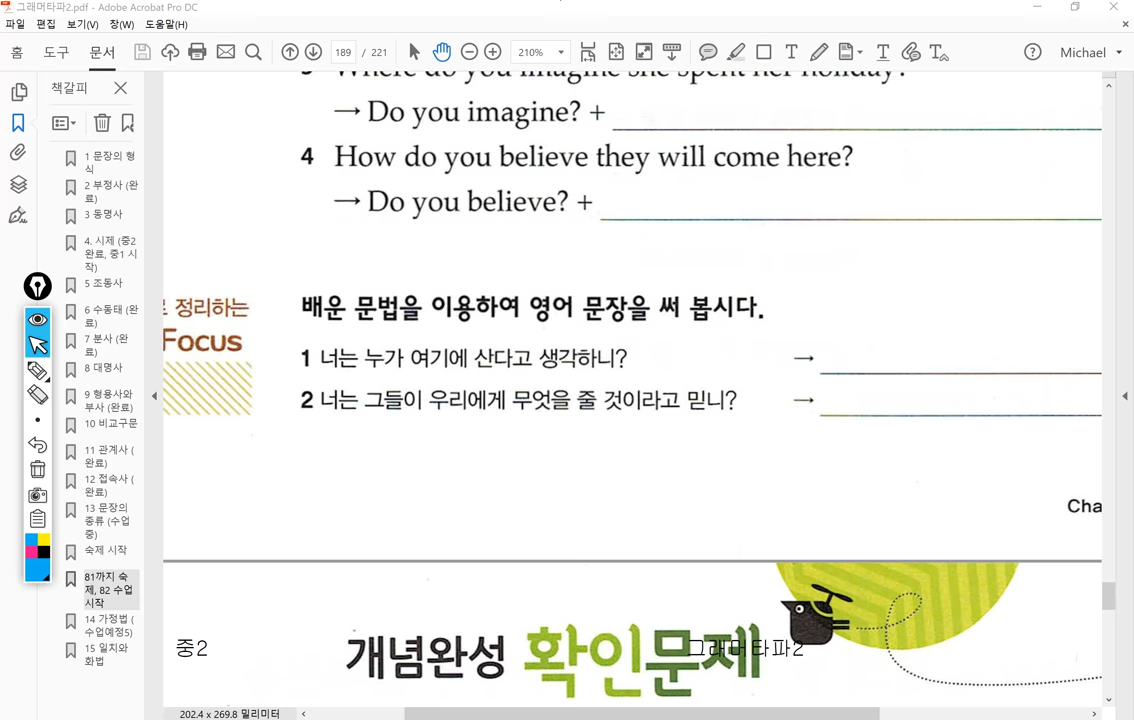 그래머타파2.pdf - Adobe Acrobat Pro DC
파일 편집 보기(V) 창(W) 도움말(H)
홈 도구 문서 189 / 221 210% Michael
책갈피
1 문장의 형
식
2 부정사 (완
료)
3 동명사
4. 시제 (중2
완료, 중1 시
작)
5 조동사
6 수동태 (완
료)
7 분사 (완
료)
8 대명사
9 형용사와
부사 (완료)
10 비교구문
11 관계사 (
완료)
12 접속사 (
완료)
13 문장의
종류 (수업
중)
숙제 시작
81까지 숙
제, 82 수업
시작
14 가정법 (
수업예정5)
15 일치와
화법
3 Where do you imagine she spent her holiday?
→ Do you imagine? +
4 How do you believe they will come here?
→ Do you believe? +
정리하는
Focus
배운 문법을 이용하여 영어 문장을 써 봅시다.
1 너는 누가 여기에 산다고 생각하니? →
2 너는 그들이 우리에게 무엇을 줄 것이라고 믿니? →
Cha
중2
개념완성 확인문제
그래머타파2
202.4 x 269.8 밀리미터